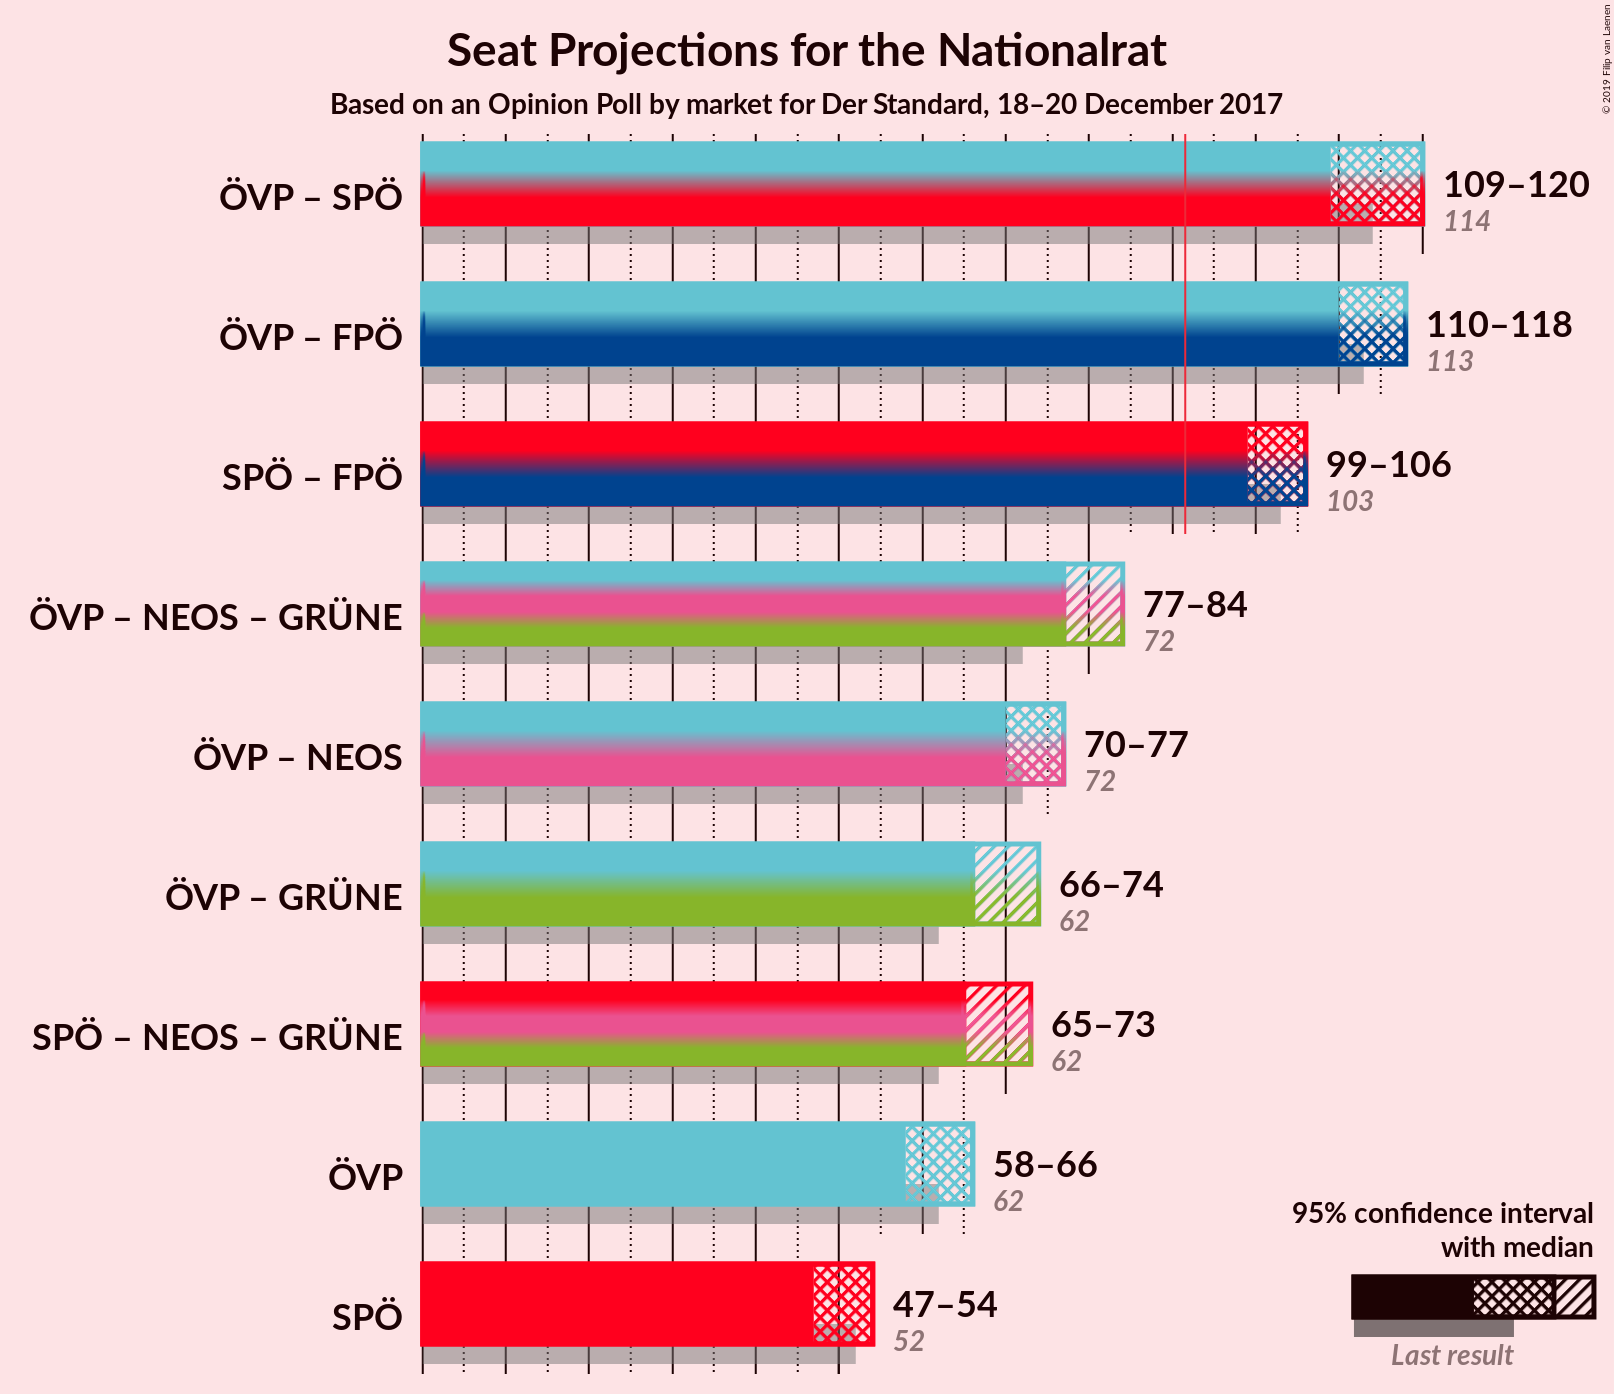 Seat Projections for the Nationalrat
Based on an Opinion Poll by market for Der Standard, 18–20 December 2017
© 2019 Filip van Laenen
ÖVP – SPÖ
109–120
114
ÖVP – FPÖ
110–118
113
SPÖ – FPÖ
99–106
103
ÖVP – NEOS – GRÜNE
77–84
72
ÖVP – NEOS
70–77
72
ÖVP – GRÜNE
66–74
62
SPÖ – NEOS – GRÜNE
65–73
62
ÖVP
58–66
62
SPÖ
47–54
52
95% confidence interval
with median
Last result